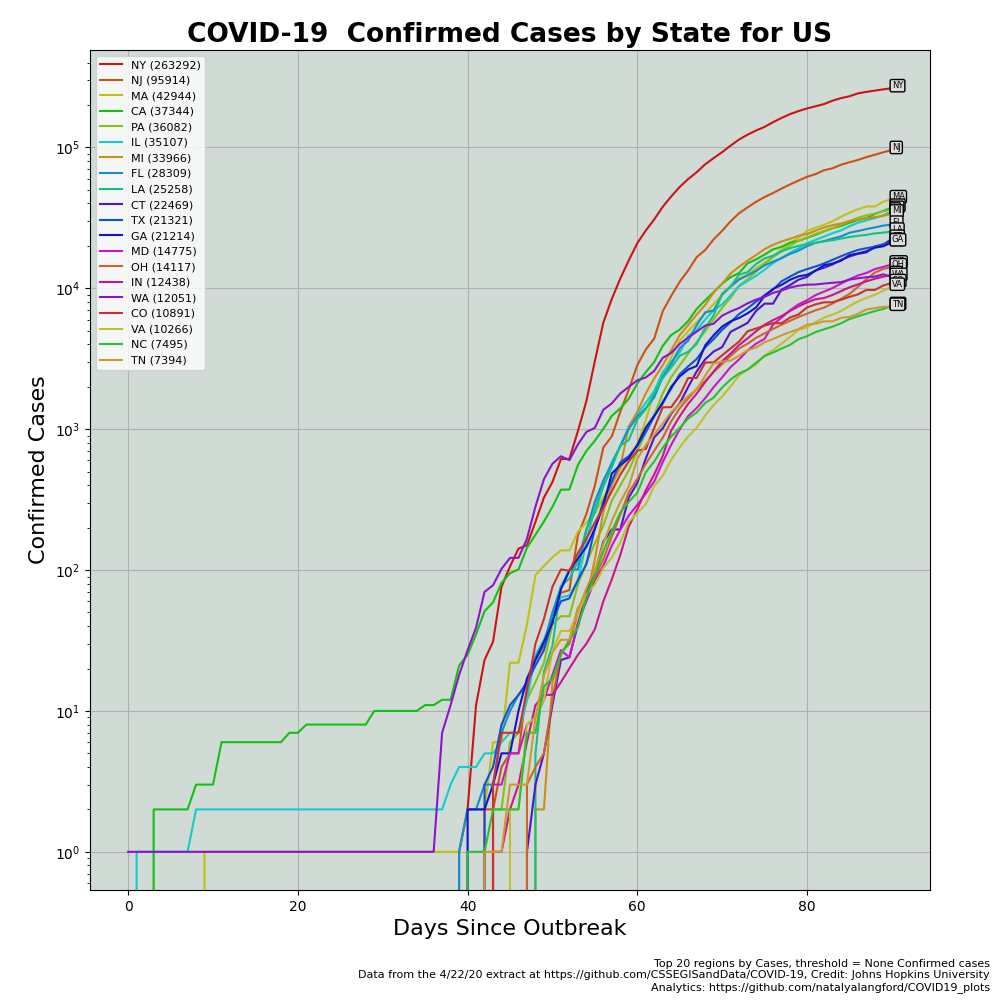 COVID-19  Confirmed Cases by State for US
NY (263292)
NJ (95914)
MA (42944)
CA (37344)
PA (36082)
IL (35107)
MI (33966)
FL (28309)
LA (25258)
CT (22469)
TX (21321)
GA (21214)
MD (14775)
OH (14117)
IN (12438)
WA (12051)
CO (10891)
VA (10266)
NC (7495)
TN (7394)
NY
NJ
MA
MI
GA
OH
VA
TN
10^5
10^4
10^3
10^2
10^1
10^0
Confirmed Cases
0 20 40 60 80
Days Since Outbreak
Top 20 regions by Cases, threshold = None Confirmed cases
Data from the 4/22/20 extract at https://github.com/CSSEGISandData/COVID-19, Credit: Johns Hopkins University
Analytics: https://github.com/natalyalangford/COVID19_plots